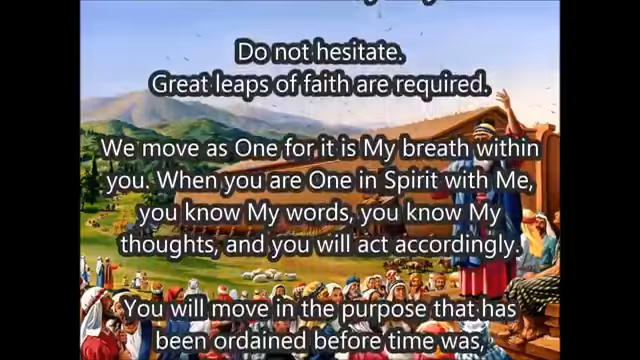 Do not hesitate.
Great leaps of faith are required.
We move as One for it is My breath within
you. When you are One in Spirit with Me,
you know My words, you know My
thoughts, and you will act accordingly.
You will move in the purpose that has
been ordained before time was,